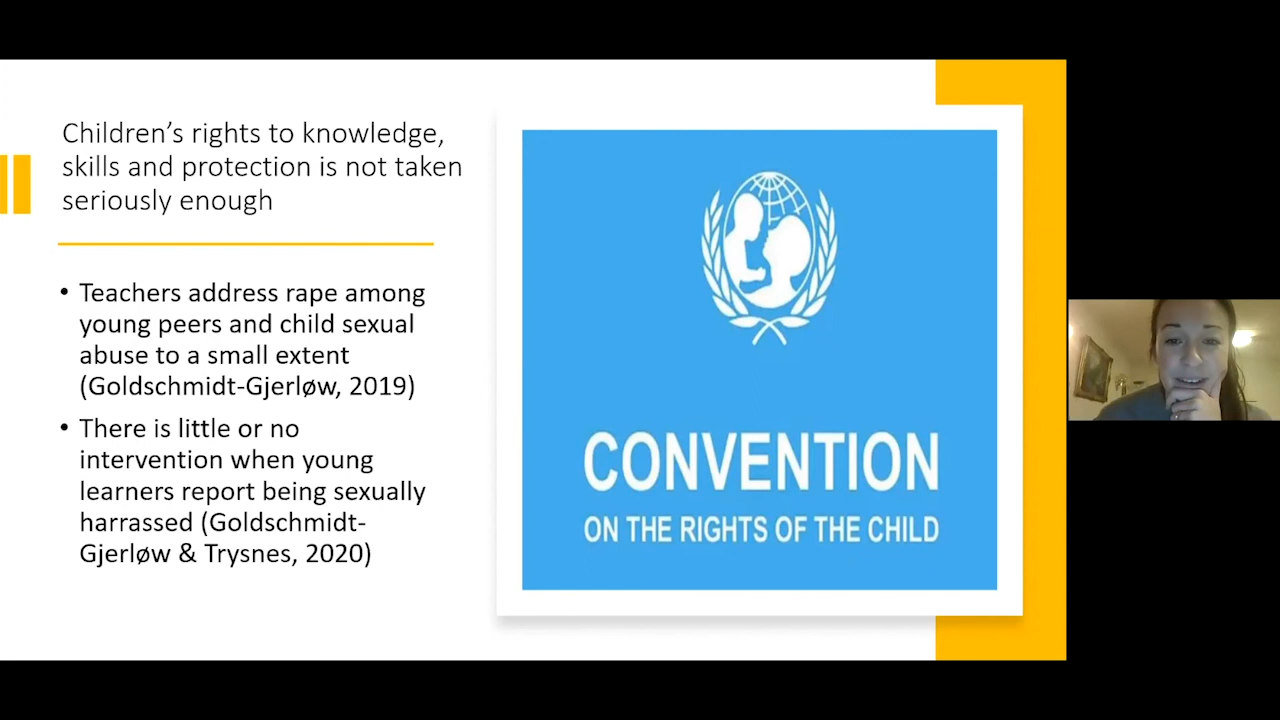 Children’s rights to knowledge,
skills and protection is not taken
seriously enough
• Teachers address rape among
young peers and child sexual
abuse to a small extent
(Goldschmidt-Gjerløw, 2019)
• There is little or no
intervention when young
learners report being sexually
harrassed (Goldschmidt-
Gjerløw & Trysnes, 2020)
CONVENTION
ON THE RIGHTS OF THE CHILD